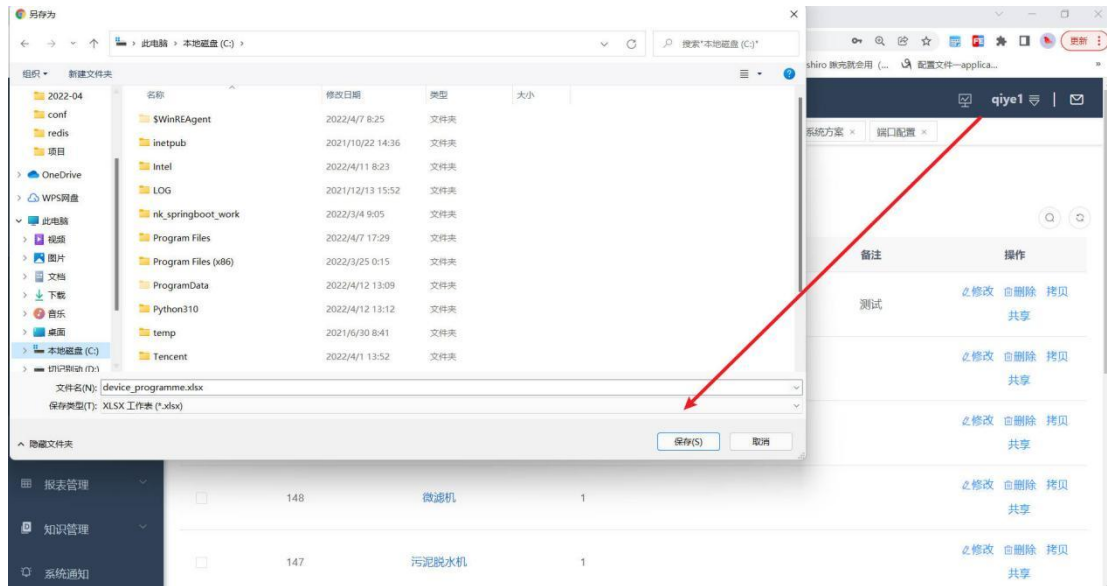 另存为
更新
此电脑 › 本地磁盘 (C:) ›
搜索"本地磁盘 (C:)"
shiro 揪完就会用 (... 配置文件—applica...
组织 新建文件夹
qiye1
系统方案 × 端口配置 ×
2022-04
conf
redis
项目
OneDrive
WPS网盘
此电脑
视频
图片
文档
下载
音乐
桌面
本地磁盘 (C:)
名称 修改日期 类型 大小
$WinREAgent 2022/4/7 8:25 文件夹
inetpub 2021/10/22 14:36 文件夹
Intel 2022/4/11 8:23 文件夹
LOG 2021/12/13 15:52 文件夹
nk_springboot_work 2022/3/4 9:05 文件夹
Program Files 2022/4/7 17:29 文件夹
Program Files (x86) 2022/3/25 0:15 文件夹
ProgramData 2022/4/12 13:09 文件夹
Python310 2022/4/12 13:12 文件夹
temp 2021/6/30 8:41 文件夹
Tencent 2022/4/1 13:52 文件夹
文件名(N): device_programme.xlsx
保存类型(T): XLSX 工作表 (*.xlsx)
隐藏文件夹 保存(S) 取消
备注 操作
测试 修改 删除 拷贝
共享
修改 删除 拷贝
共享
修改 删除 拷贝
共享
报表管理
148 微滤机 1 修改 删除 拷贝
共享
知识管理
147 污泥脱水机 1 修改 删除 拷贝
共享
系统通知